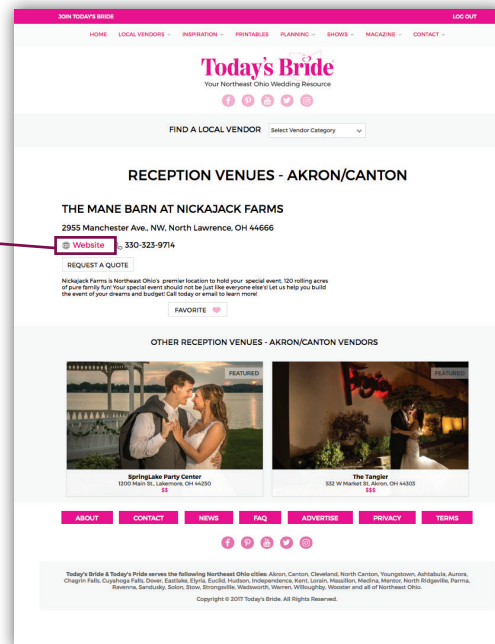 JOIN TODAY'S BRIDE LOG OUT
HOME LOCAL VENDORS INSPIRATION PRINTABLES PLANNING SHOWS MAGAZINE CONTACT
Today's Bride
Your Northeast Ohio Wedding Resource
FIND A LOCAL VENDOR Select Vendor Category
RECEPTION VENUES - AKRON/CANTON
THE MANE BARN AT NICKAJACK FARMS
2955 Manchester Ave., NW, North Lawrence, OH 44666
Website 330-323-9714
REQUEST A QUOTE
Nickajack Farms is Northeast Ohio's premier location to hold your special event. 120 rolling acres
of pure family fun! Your special event should not be just like everyone else's! Let us help you build
the event of your dreams and budget! Call today or email to learn more!
FAVORITE
OTHER RECEPTION VENUES - AKRON/CANTON VENDORS
FEATURED FEATURED
SpringLake Party Center
1200 Main St., Lakemore, OH 44250
$$
The Tangier
532 W Market St, Akron, OH 44303
$$$
ABOUT CONTACT NEWS FAQ ADVERTISE PRIVACY TERMS
Today's Bride & Today's Pride serves the following Northeast Ohio cities: Akron, Canton, Cleveland, North Canton, Youngstown, Ashtabula, Aurora,
Chagrin Falls, Cuyahoga Falls, Dover, Eastlake, Elyria, Euclid, Hudson, Independence, Kent, Lorain, Massillon, Medina, Mentor, North Ridgeville, Parma,
Ravenna, Sandusky, Solon, Stow, Strongsville, Wadsworth, Warren, Willoughby, Wooster and all of Northeast Ohio.
Copyright © 2017 Today's Bride. All Rights Reserved.